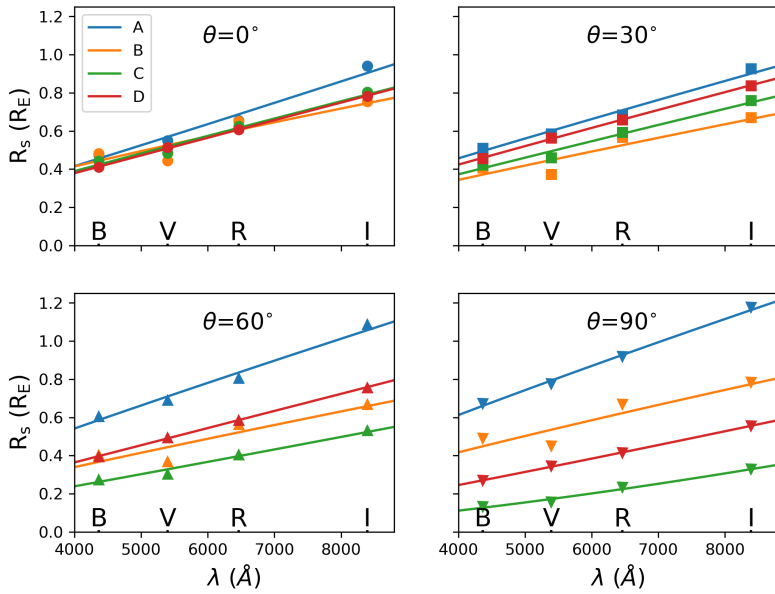 θ=0°
A
B
C
D
R_s (R_E)
1.2
1.0
0.8
0.6
0.4
0.2
0.0
B V R I
θ=30°
B V R I
θ=60°
R_s (R_E)
1.2
1.0
0.8
0.6
0.4
0.2
0.0
B V R I
4000 5000 6000 7000 8000
λ (Å)
θ=90°
B V R I
4000 5000 6000 7000 8000
λ (Å)